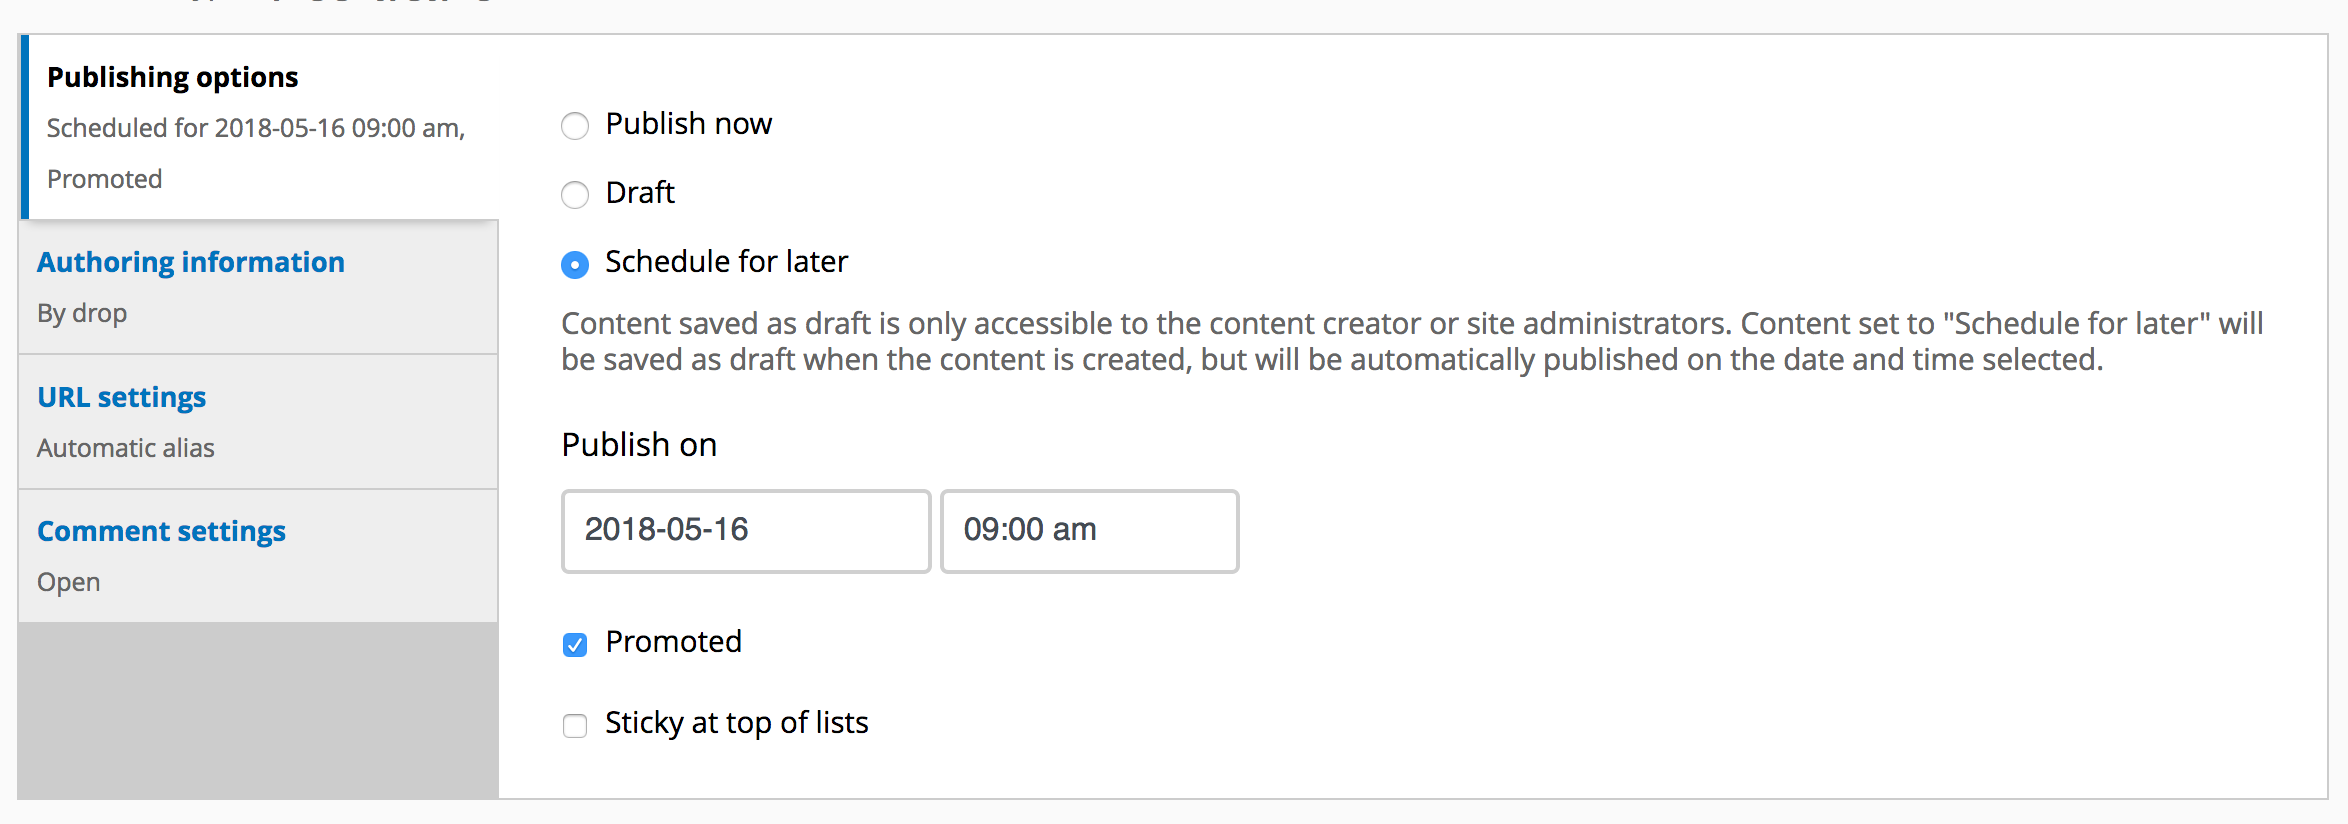 Publishing options
Scheduled for 2018-05-16 09:00 am,
Promoted
Authoring information
By drop
URL settings
Automatic alias
Comment settings
Open
Publish now
Draft
Schedule for later
Content saved as draft is only accessible to the content creator or site administrators. Content set to "Schedule for later" will
be saved as draft when the content is created, but will be automatically published on the date and time selected.
Publish on
2018-05-16
09:00 am
Promoted
Sticky at top of lists